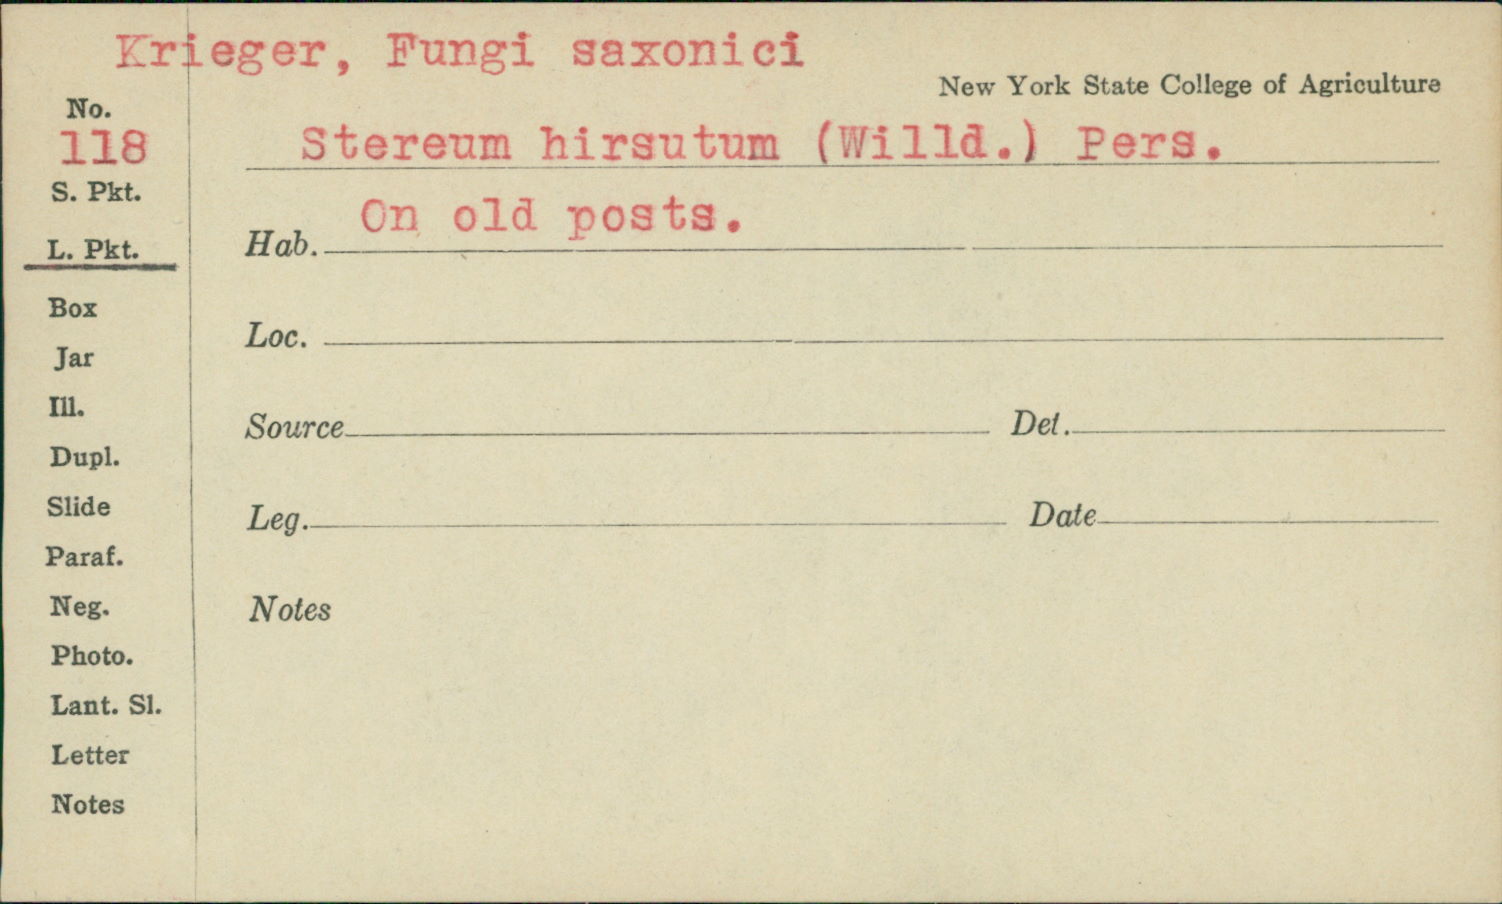 Krieger, Fungi saxonici
New York State College of Agriculture
No.
118
Stereum hirsutum (Willd.) Pers.
S. Pkt.
On old posts.
L. Pkt.
Hab.
Box
Loc.
Jar
Ill.
Source Det.
Dupl.
Slide
Leg. Date
Paraf.
Neg.
Notes
Photo.
Lant. Sl.
Letter
Notes